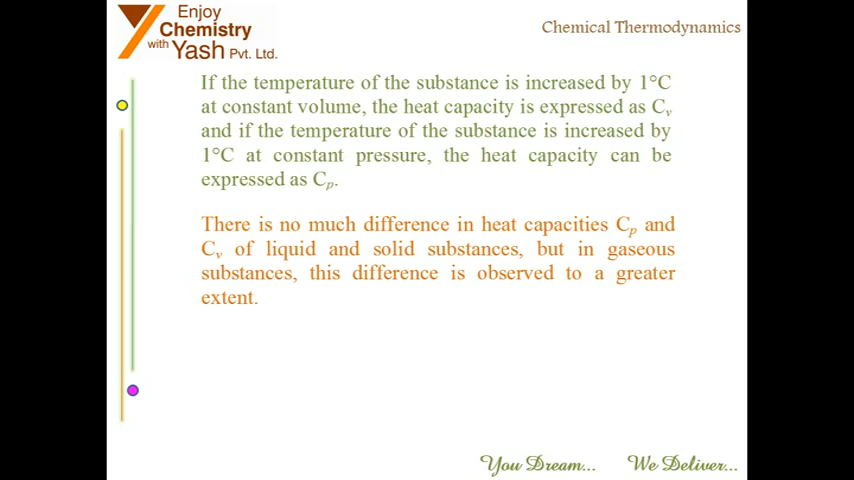 Enjoy
Chemistry
with Yash Pvt. Ltd.
Chemical Thermodynamics
If the temperature of the substance is increased by 1°C
at constant volume, the heat capacity is expressed as Cv
and if the temperature of the substance is increased by
1°C at constant pressure, the heat capacity can be
expressed as Cp.
There is no much difference in heat capacities Cp and
Cv of liquid and solid substances, but in gaseous
substances, this difference is observed to a greater
extent.
You Dream... We Deliver...